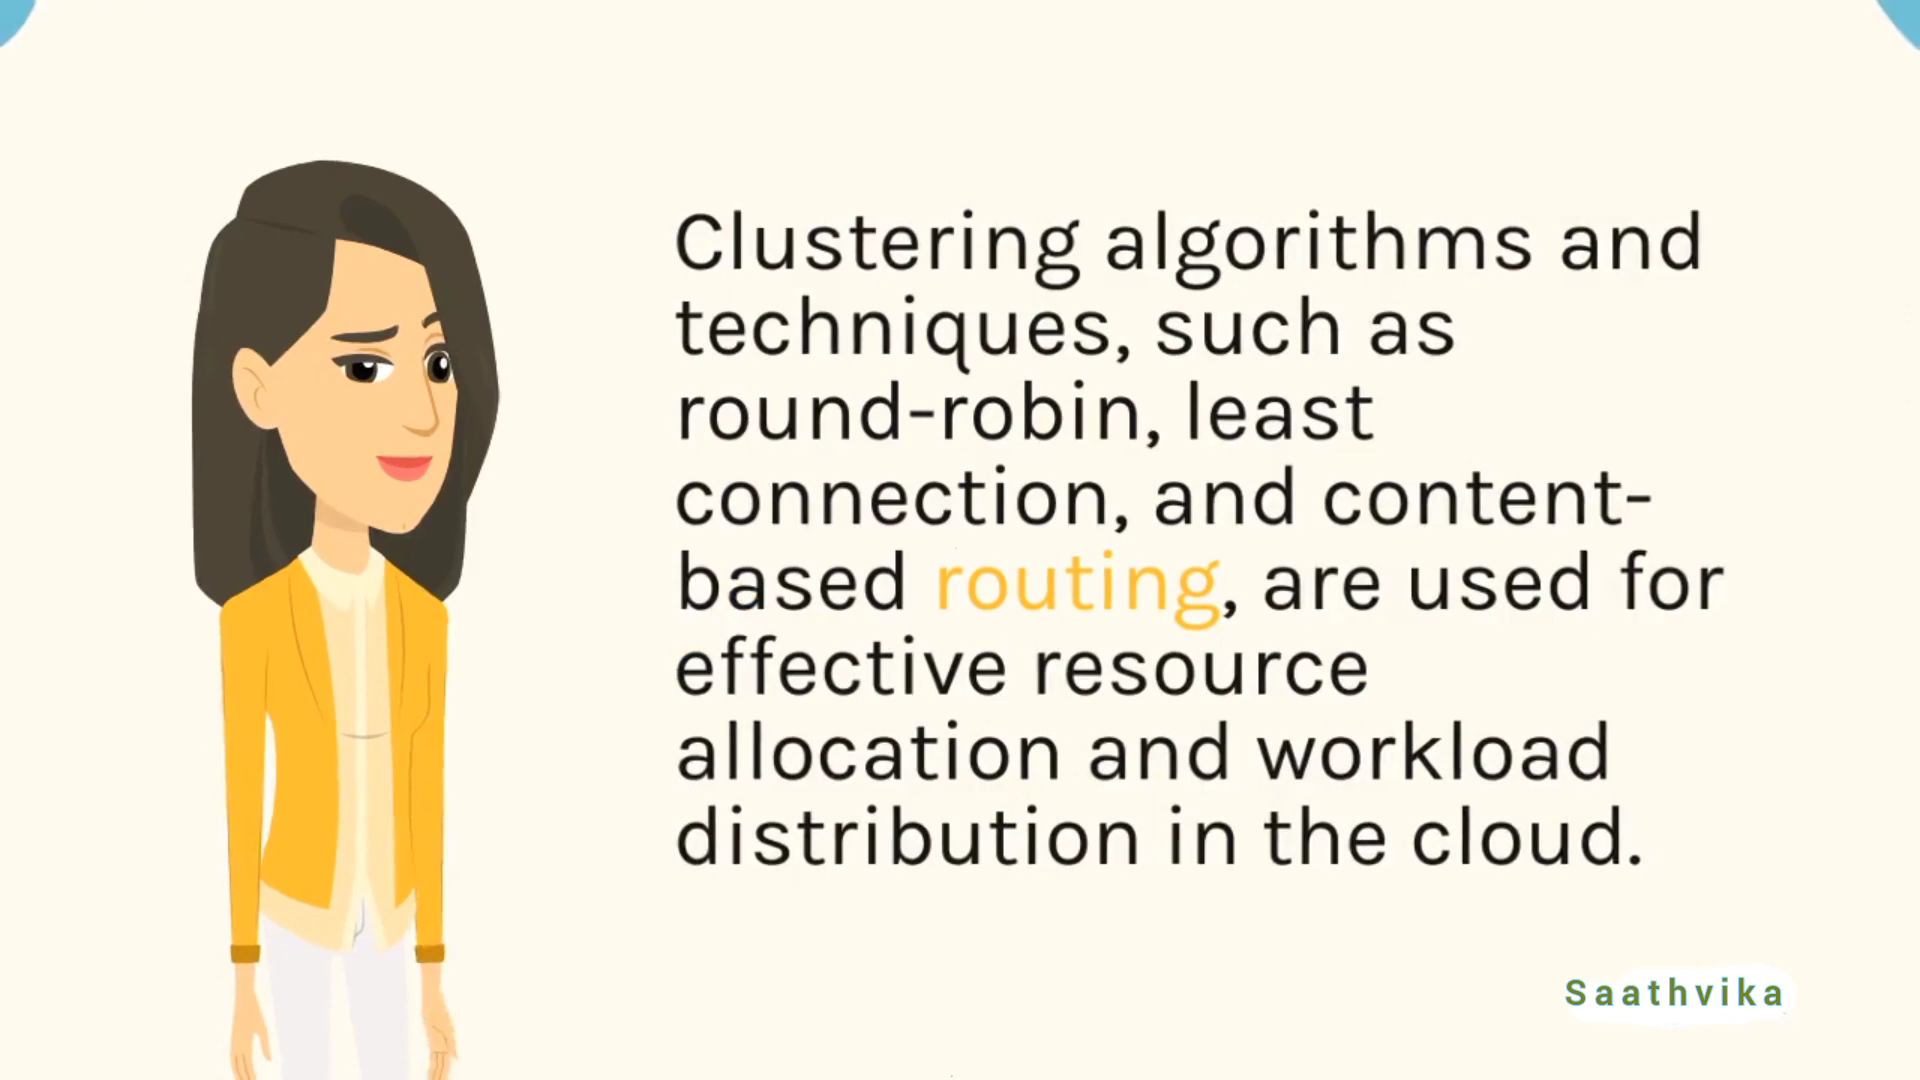 Clustering algorithms and
techniques, such as
round-robin, least
connection, and content-
based routing, are used for
effective resource
allocation and workload
distribution in the cloud.
Saathvika